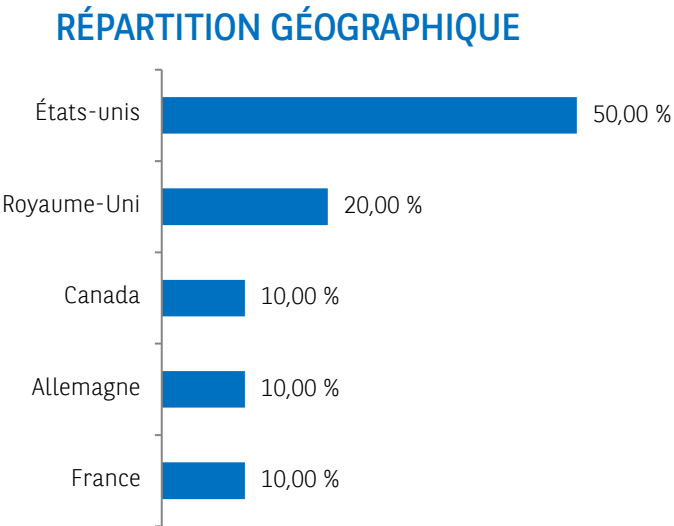 RÉPARTITION GÉOGRAPHIQUE
États-unis 50,00 %
Royaume-Uni 20,00 %
Canada 10,00 %
Allemagne 10,00 %
France 10,00 %